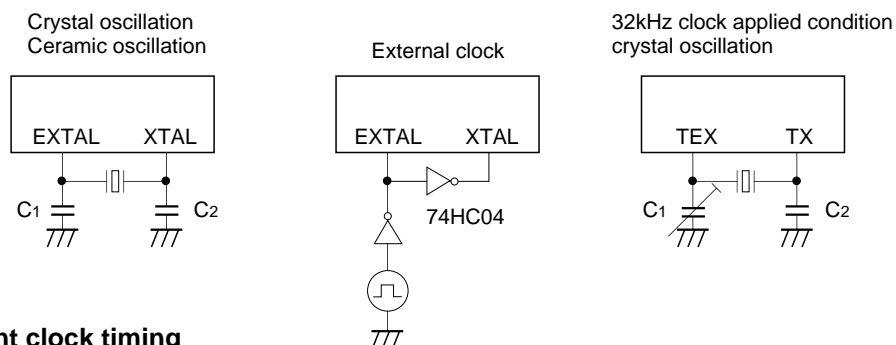 Crystal oscillation
Ceramic oscillation
EXTAL XTAL
C1 C2
External clock
EXTAL XTAL
74HC04
32kHz clock applied condition
crystal oscillation
TEX TX
C1 C2
clock timing